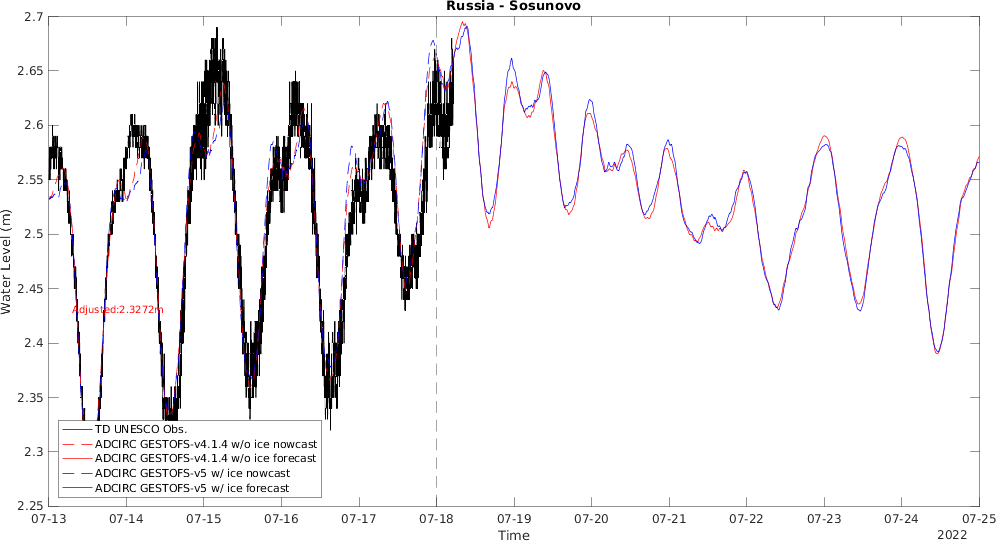 Russia - Sosunovo
2.7
2.65
2.6
2.55
2.5
2.45
2.4
2.35
2.3
2.25
Water Level (m)
Adjusted:2.3272m
TD UNESCO Obs.
ADCIRC GESTOFS-v4.1.4 w/o ice nowcast
ADCIRC GESTOFS-v4.1.4 w/o ice forecast
ADCIRC GESTOFS-v5 w/ ice nowcast
ADCIRC GESTOFS-v5 w/ ice forecast
07-13 07-14 07-15 07-16 07-17 07-18 07-19 07-20 07-21 07-22 07-23 07-24 07-25
Time
2022